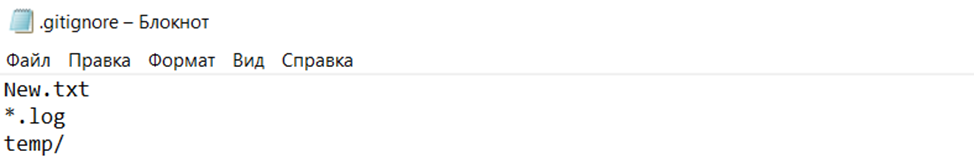 .gitignore – Блокнот
Файл Правка Формат Вид Справка
New.txt
*.log
temp/